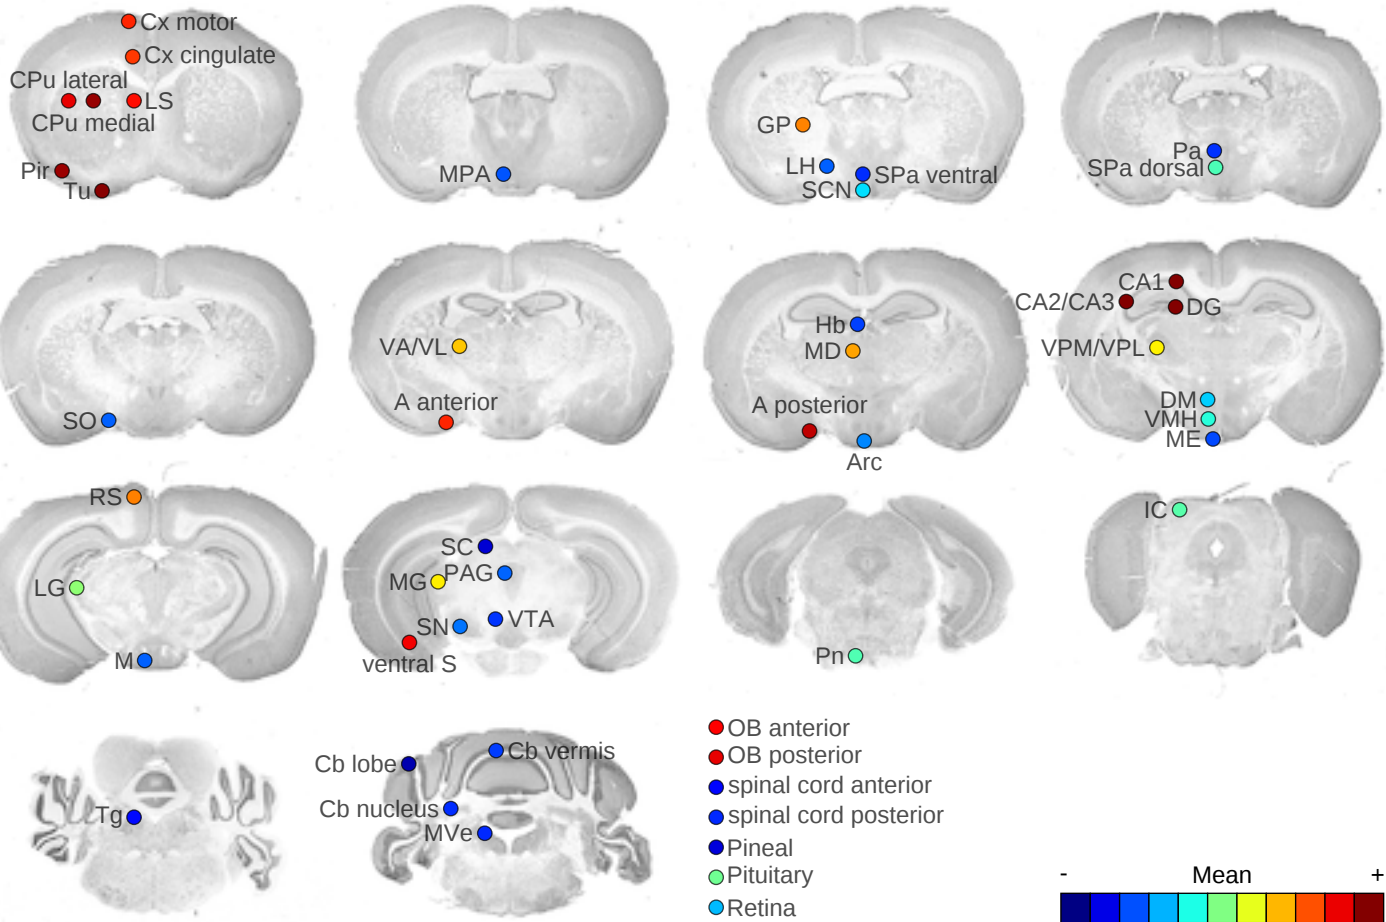 Cx motor
Cx cingulate
CPu lateral
LS
CPu medial
Pir
Tu
MPA
GP
LH
SPa ventral
SCN
Pa
SPa dorsal
SO
VA/VL
A anterior
Hb
MD
A posterior
Arc
CA1
CA2/CA3
DG
VPM/VPL
DM
VMH
ME
RS
LG
M
SC
MG
PAG
SN
VTA
ventral S
Pn
IC
Tg
Cb lobe
Cb vermis
Cb nucleus
MVe
OB anterior
OB posterior
spinal cord anterior
spinal cord posterior
Pineal
Pituitary
Retina
- Mean +